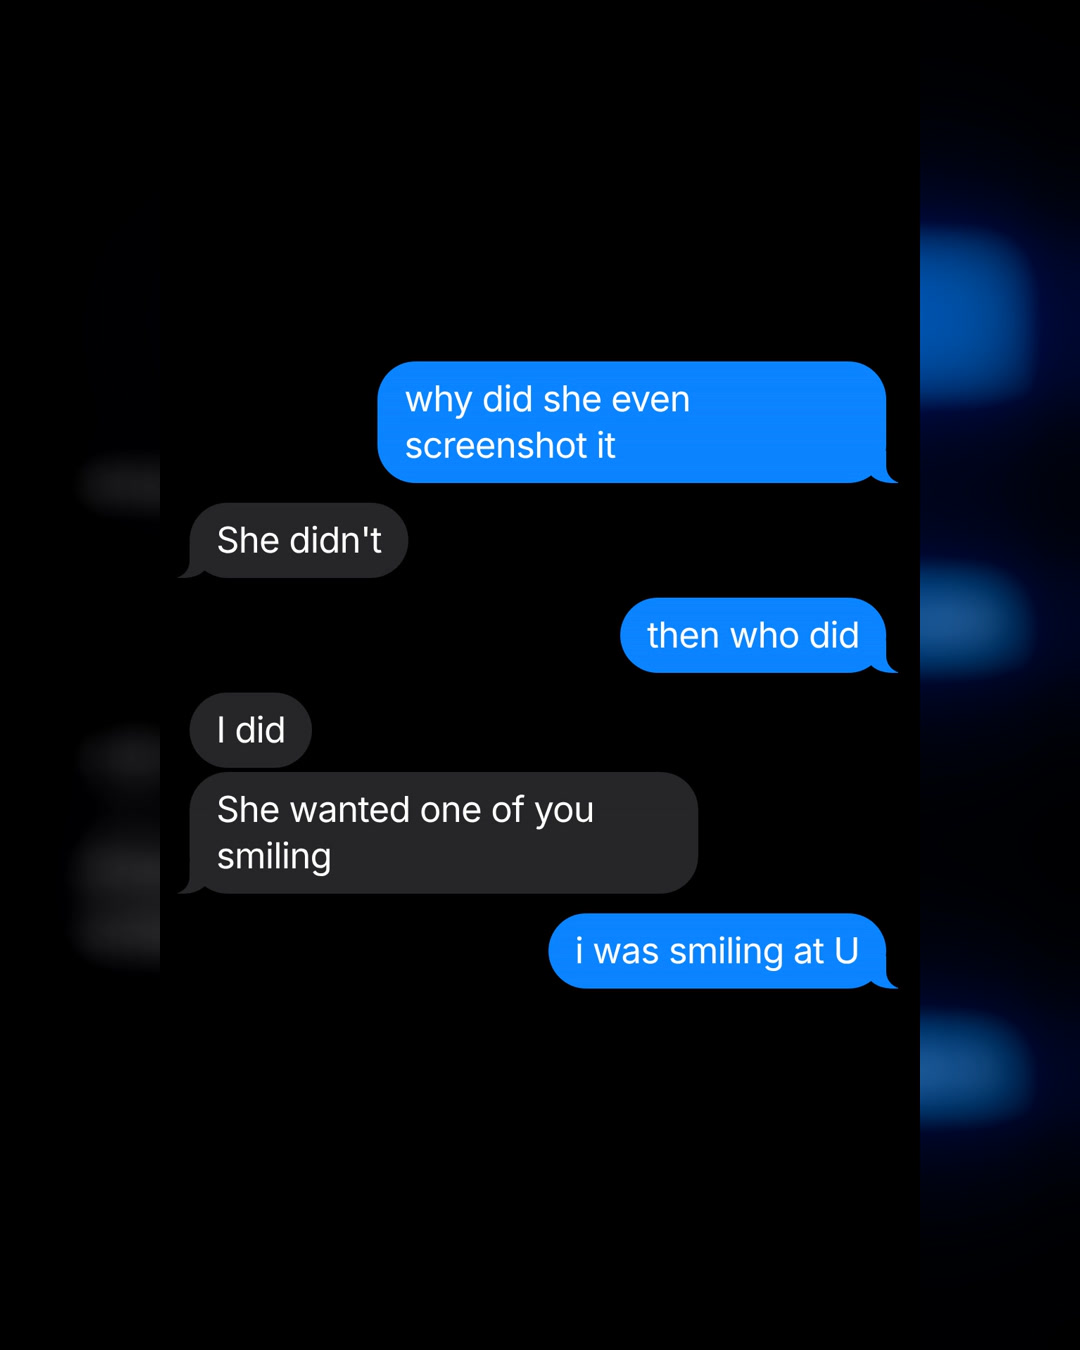 why did she even
screenshot it
She didn't
then who did
I did
She wanted one of you
smiling
i was smiling at U